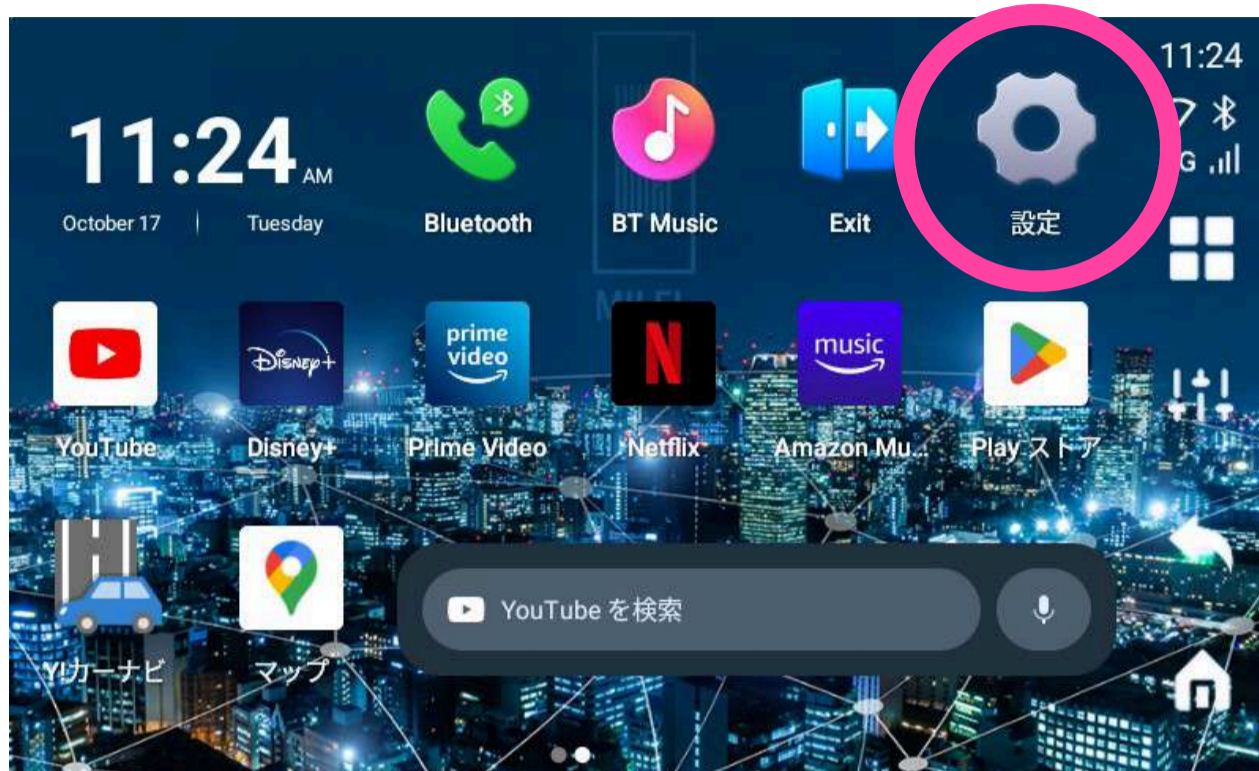 11:24
11:24 AM
October 17 | Tuesday
G
Bluetooth
BT Music
Exit
設定
prime video
Disney+
N
music
YouTube
Disney+
Prime Video
Netflix
Amazon Mu...
Play ストア
YouTube を検索
Y!カーナビ
マップ